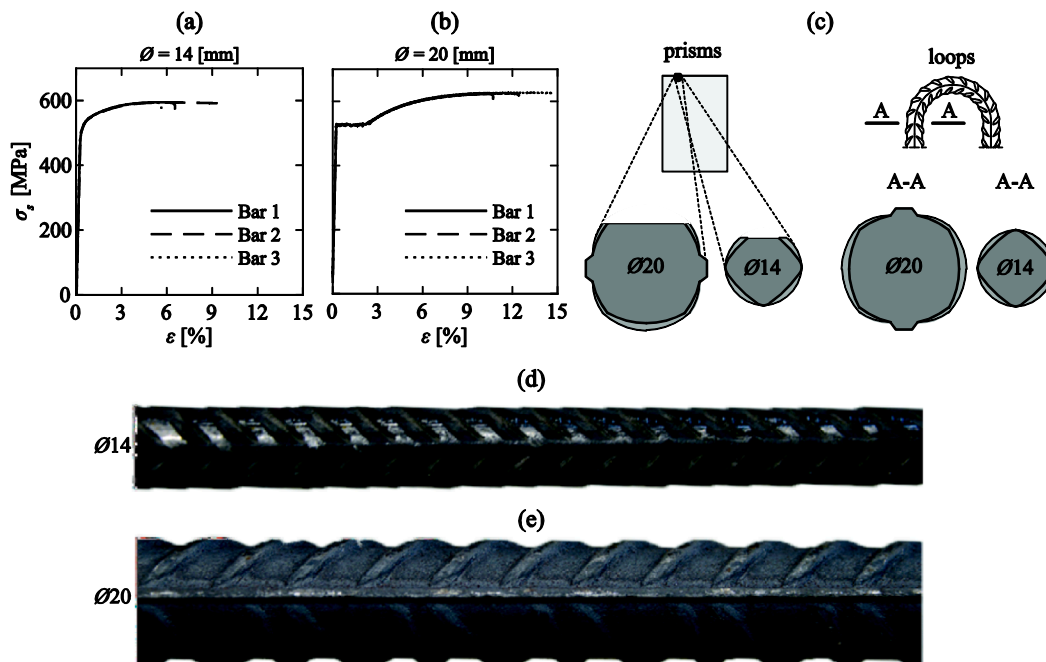 (a)
Ø = 14 [mm]
600
400
200
0
σs [MPa]
Bar 1
Bar 2
Bar 3
0 3 6 9 12 15
ε [%]
(b)
Ø = 20 [mm]
Bar 1
Bar 2
Bar 3
0 3 6 9 12 15
ε [%]
(c)
prisms
Ø20
Ø14
loops
A A
A-A A-A
Ø20
Ø14
(d)
Ø14
(e)
Ø20